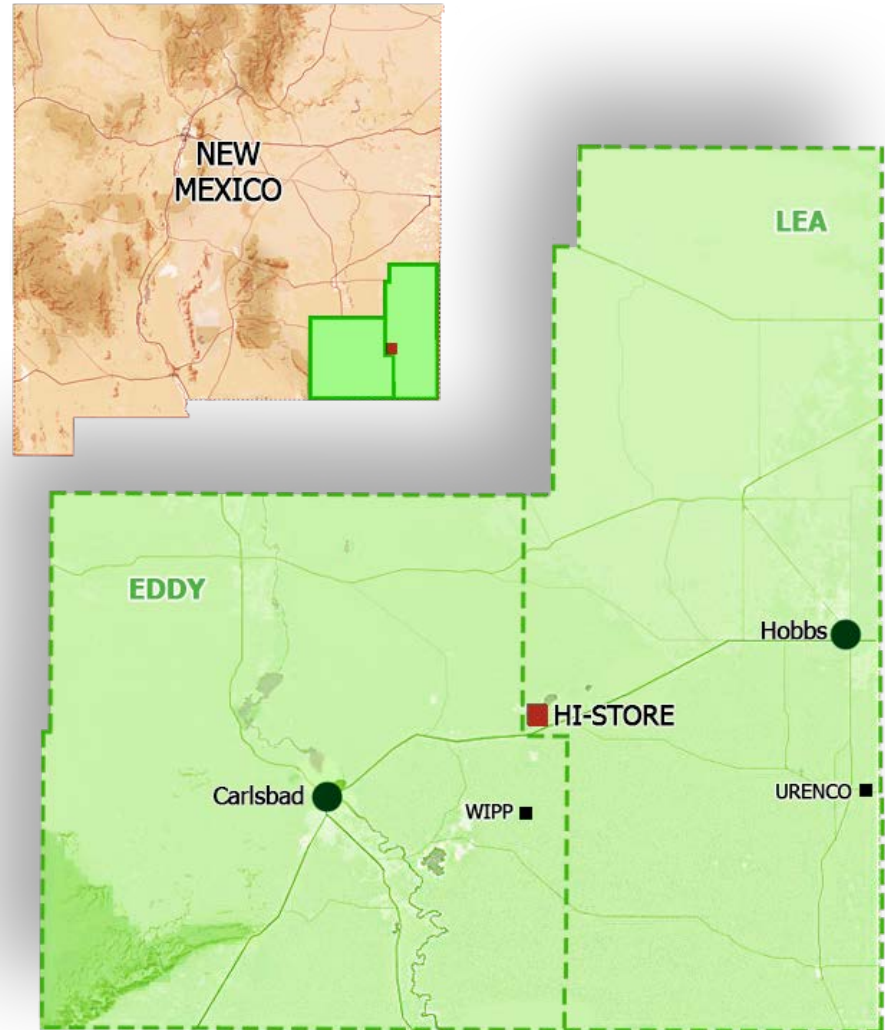 NEW
MEXICO
LEA
EDDY
Hobbs
HI-STORE
Carlsbad
WIPP
URENCO